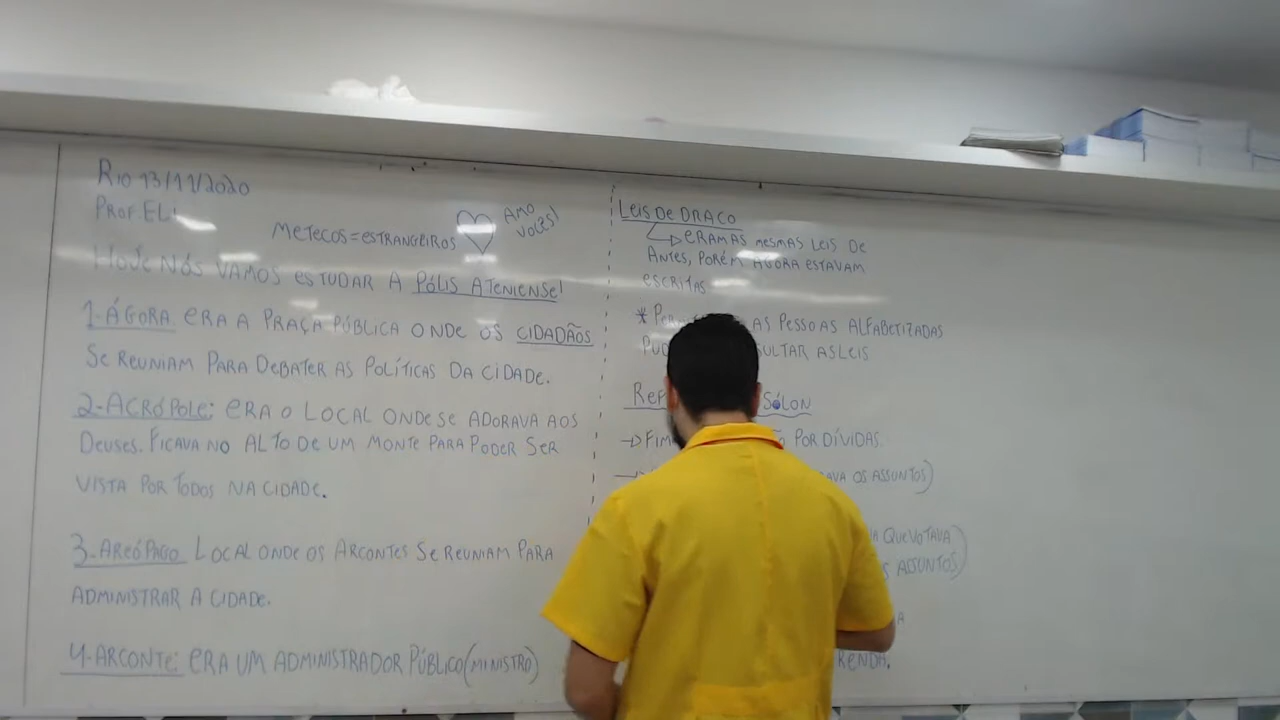 Rio 13/11/2020
Prof Eli
METECOS = ESTRANGEIROS
AMO
VOCÊS!
HOJE NÓS VAMOS ESTUDAR A PÓLIS ATENIENSE!
1-ÁGORA: ERA A PRAÇA PÚBLICA ONDE OS CIDADÃOS
SE REUNIAM PARA DEBATER AS POLÍTICAS DA CIDADE.
2-ACRÓPOLE: ERA O LOCAL ONDE SE ADORAVA AOS
DEUSES. FICAVA NO ALTO DE UM MONTE PARA PODER SER
VISTA POR TODOS NA CIDADE.
3-AREÓPAGO LOCAL ONDE OS ARCONTES SE REUNIAM PARA
ADMINISTRAR A CIDADE.
4-ARCONTE: ERA UM ADMINISTRADOR PÚBLICO (MINISTRO)
LEIS DE DRACO
ERAM AS MESMAS LEIS DE
ANTES, PORÉM AGORA ESTAVAM
ESCRITAS
* AS PESSOAS ALFABETIZADAS
AS LEIS
SÓLON
→ POR DÍVIDAS.
→ OS ASSUNTOS)
QUE VOTAVA
ASSUNTOS)
RENDA.